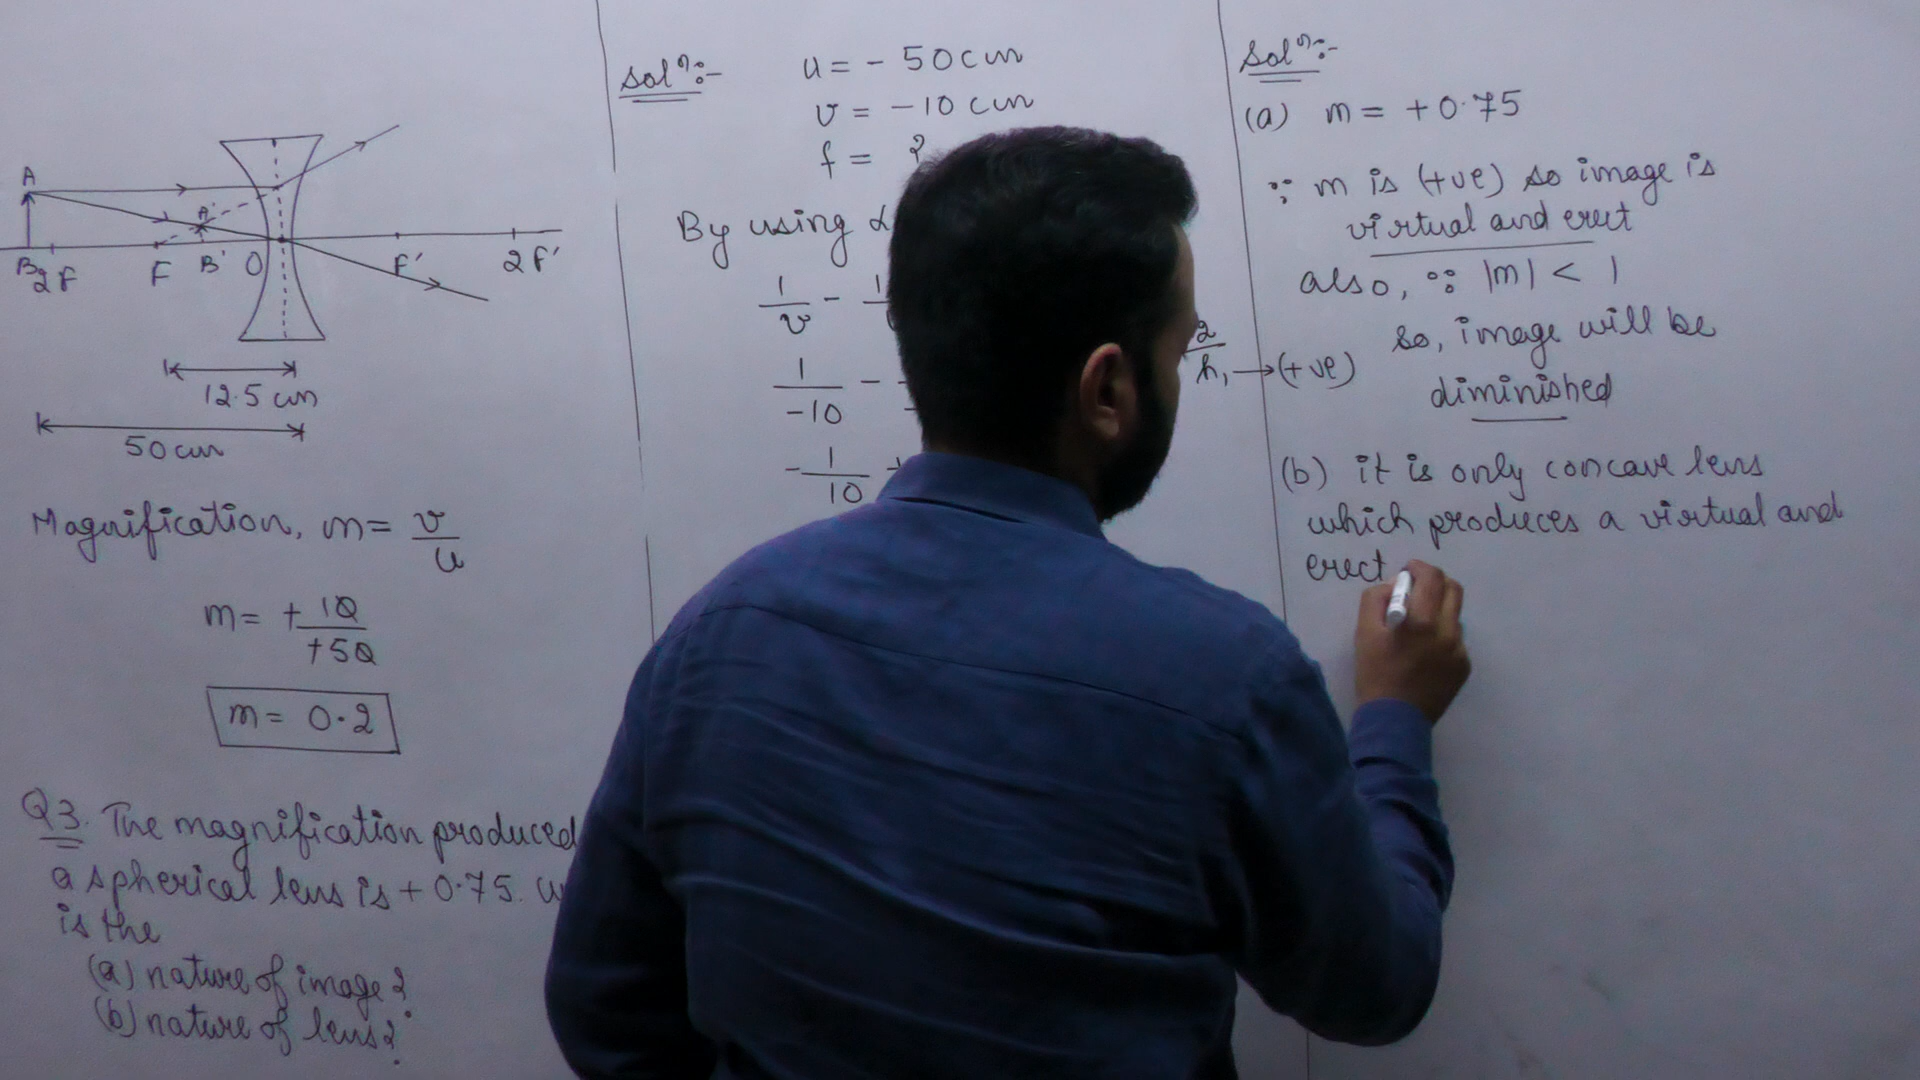 A
A'
B
2F
F
B'
O
F'
2F'
12.5 cm
50 cm
Magnification, m = v/u
m = +10/+50
m = 0.2
Q3. The magnification produced
a spherical lens is + 0.75.
is the
(a) nature of image?
(b) nature of lens?
Solⁿ:-
u = - 50 cm
v = - 10 cm
f = ?
By using
1/v - 1
1/-10 -
-1/10 +
2/h₁ → (+ve)
Solⁿ:-
(a) m = + 0.75
∵ m is (+ve) so image is
virtual and erect
also, ∵ |m| < 1
so, image will be
diminished
(b) it is only concave lens
which produces a virtual and
erect